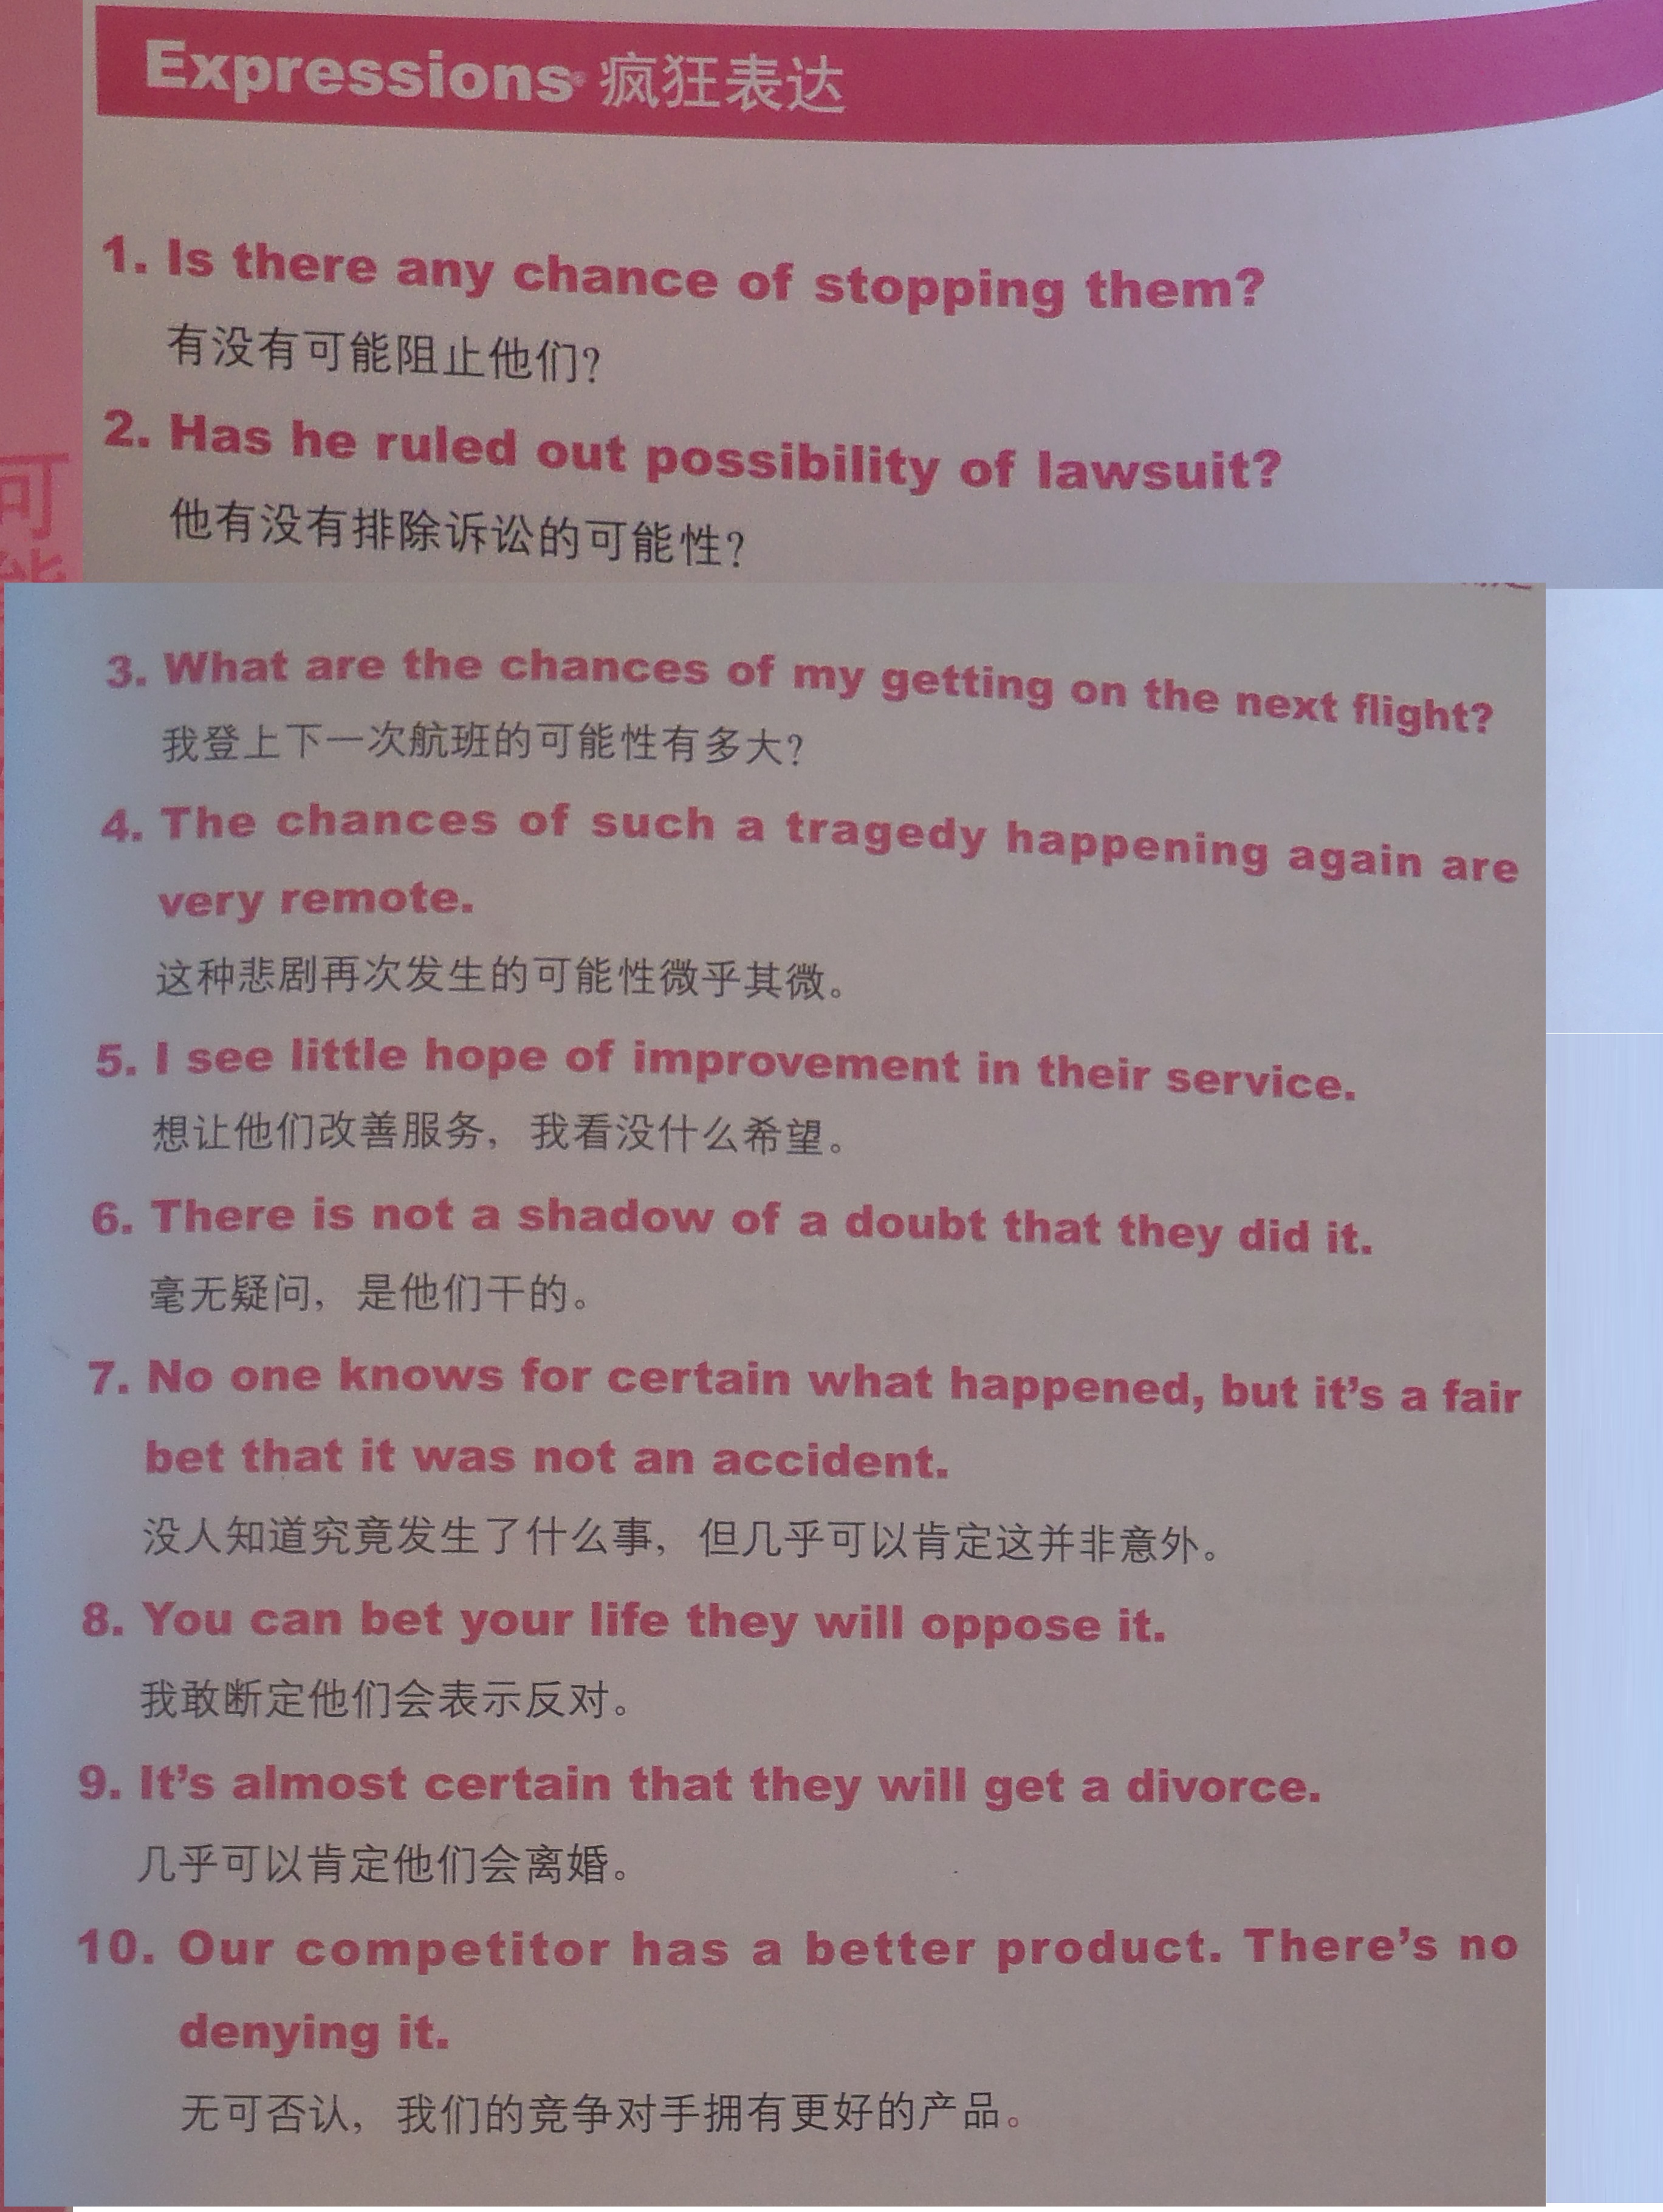 Expressions 疯狂表达
1. Is there any chance of stopping them?
有没有可能阻止他们?
2. Has he ruled out possibility of lawsuit?
他有没有排除诉讼的可能性?
可
能
3. What are the chances of my getting on the next flight?
我登上下一次航班的可能性有多大?
4. The chances of such a tragedy happening again are
very remote.
这种悲剧再次发生的可能性微乎其微。
5. I see little hope of improvement in their service.
想让他们改善服务，我看没什么希望。
6. There is not a shadow of a doubt that they did it.
毫无疑问，是他们干的。
7. No one knows for certain what happened, but it’s a fair
bet that it was not an accident.
没人知道究竟发生了什么事，但几乎可以肯定这并非意外。
8. You can bet your life they will oppose it.
我敢断定他们会表示反对。
9. It’s almost certain that they will get a divorce.
几乎可以肯定他们会离婚。
10. Our competitor has a better product. There’s no
denying it.
无可否认，我们的竞争对手拥有更好的产品。